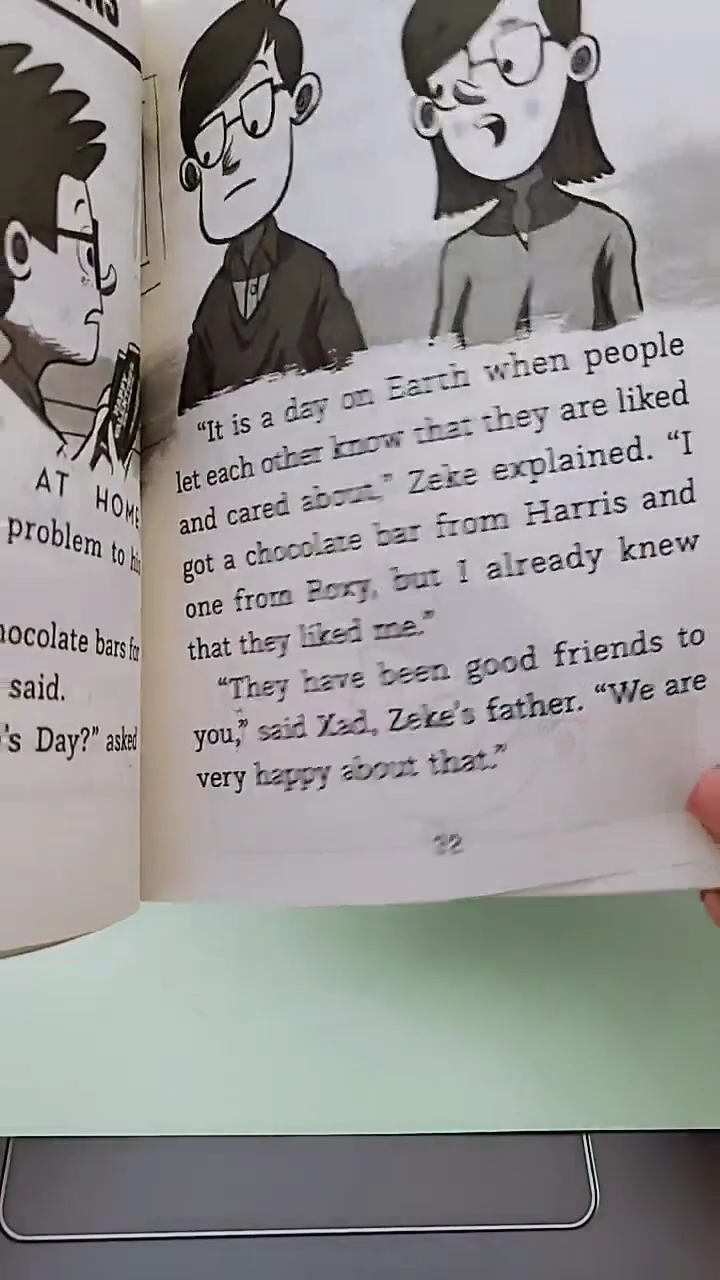 AT HOME
problem to
chocolate bars for
said.
's Day?” asked
“It is a day on Earth when people
let each other know that they are liked
and cared about,” Zeke explained. “I
got a chocolate bar from Harris and
one from Roxy, but I already knew
that they liked me.”
“They have been good friends to
you,” said Xad, Zeke’s father. “We are
very happy about that.”
32